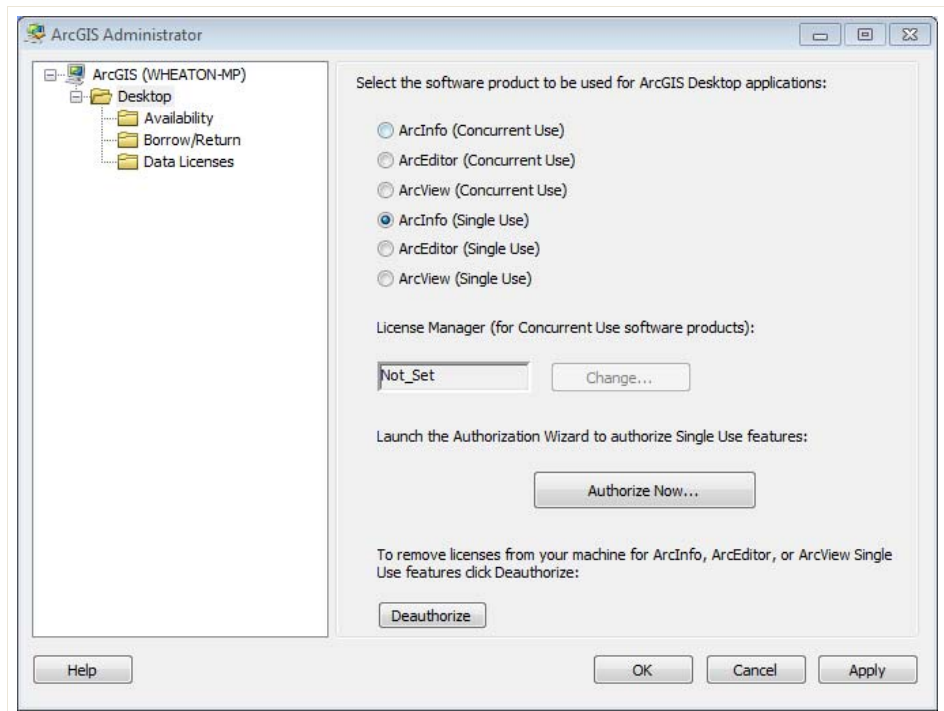 ArcGIS Administrator
ArcGIS (WHEATON-MP)
Desktop
Availability
Borrow/Return
Data Licenses
Select the software product to be used for ArcGIS Desktop applications:
ArcInfo (Concurrent Use)
ArcEditor (Concurrent Use)
ArcView (Concurrent Use)
ArcInfo (Single Use)
ArcEditor (Single Use)
ArcView (Single Use)
License Manager (for Concurrent Use software products):
Not_Set
Change...
Launch the Authorization Wizard to authorize Single Use features:
Authorize Now...
To remove licenses from your machine for ArcInfo, ArcEditor, or ArcView Single
Use features click Deauthorize:
Deauthorize
Help
OK
Cancel
Apply